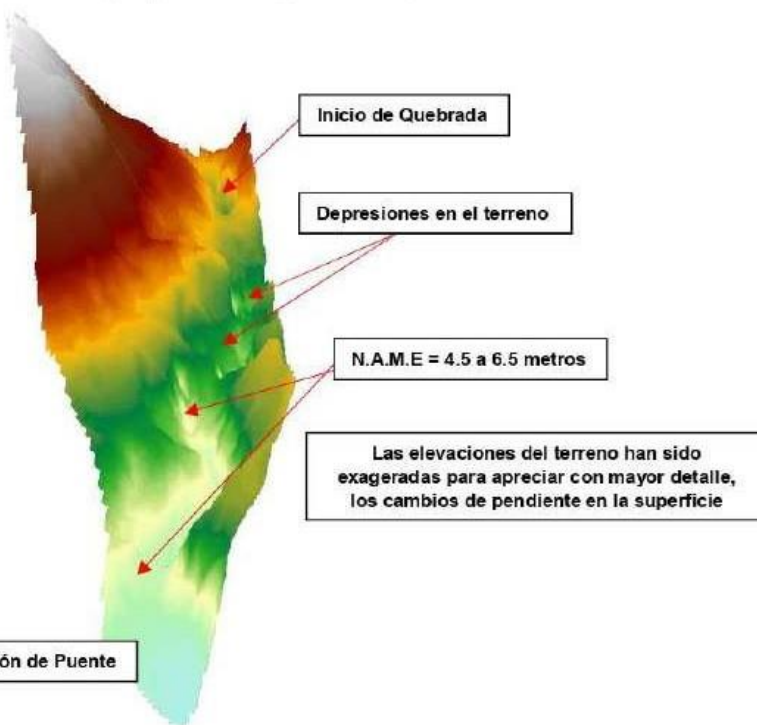 Inicio de Quebrada
Depresiones en el terreno
N.A.M.E = 4.5 a 6.5 metros
Las elevaciones del terreno han sido
exageradas para apreciar con mayor detalle,
los cambios de pendiente en la superficie
ón de Puente